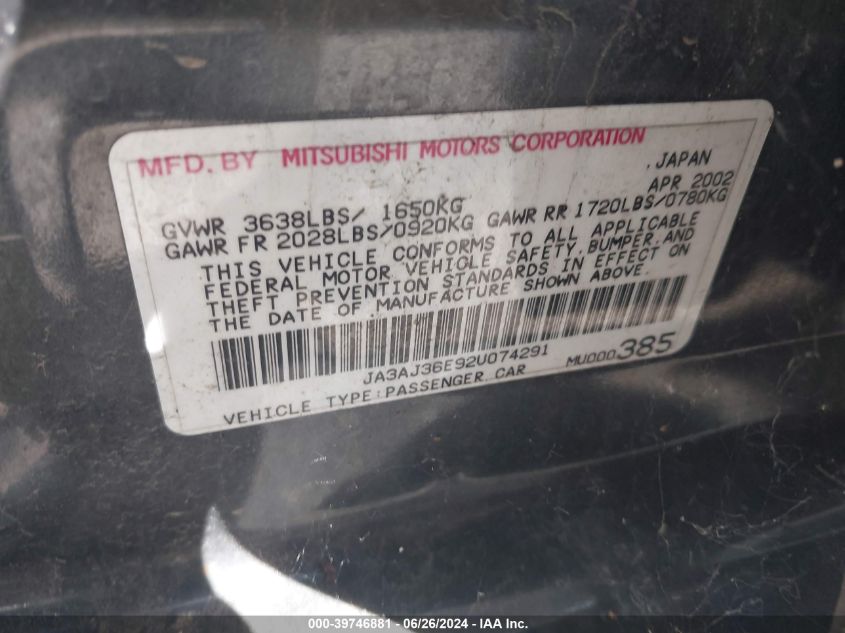 MFD. BY MITSUBISHI MOTORS CORPORATION
JAPAN
APR 2002
GVWR 3638LBS/ 1650KG
GAWR FR 2028LBS/0920KG GAWR RR 1720LBS/0780KG
THIS VEHICLE CONFORMS TO ALL APPLICABLE
FEDERAL MOTOR VEHICLE SAFETY, BUMPER, AND
THEFT PREVENTION STANDARDS IN EFFECT ON
THE DATE OF MANUFACTURE SHOWN ABOVE.
JA3AJ36E92U074291
MU000385
VEHICLE TYPE:PASSENGER CAR
000-39746881 / 06/26/2024 - IAA Inc.